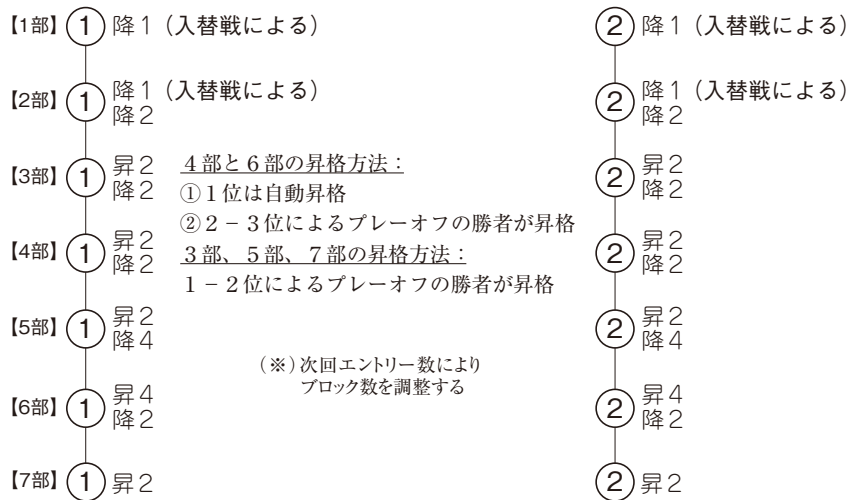 【1部】 ① 降1（入替戦による） ② 降1（入替戦による）
【2部】 ① 降1（入替戦による） ② 降1（入替戦による）
降2 降2
【3部】 ① 昇2 ② 昇2
降2 降2
4部と6部の昇格方法：
①1位は自動昇格
②2－3位によるプレーオフの勝者が昇格
【4部】 ① 昇2 ② 昇2
降2 降2
3部、5部、7部の昇格方法：
1－2位によるプレーオフの勝者が昇格
【5部】 ① 昇2 ② 昇2
降4 降4
（※）次回エントリー数により
ブロック数を調整する
【6部】 ① 昇4 ② 昇4
降2 降2
【7部】 ① 昇2 ② 昇2